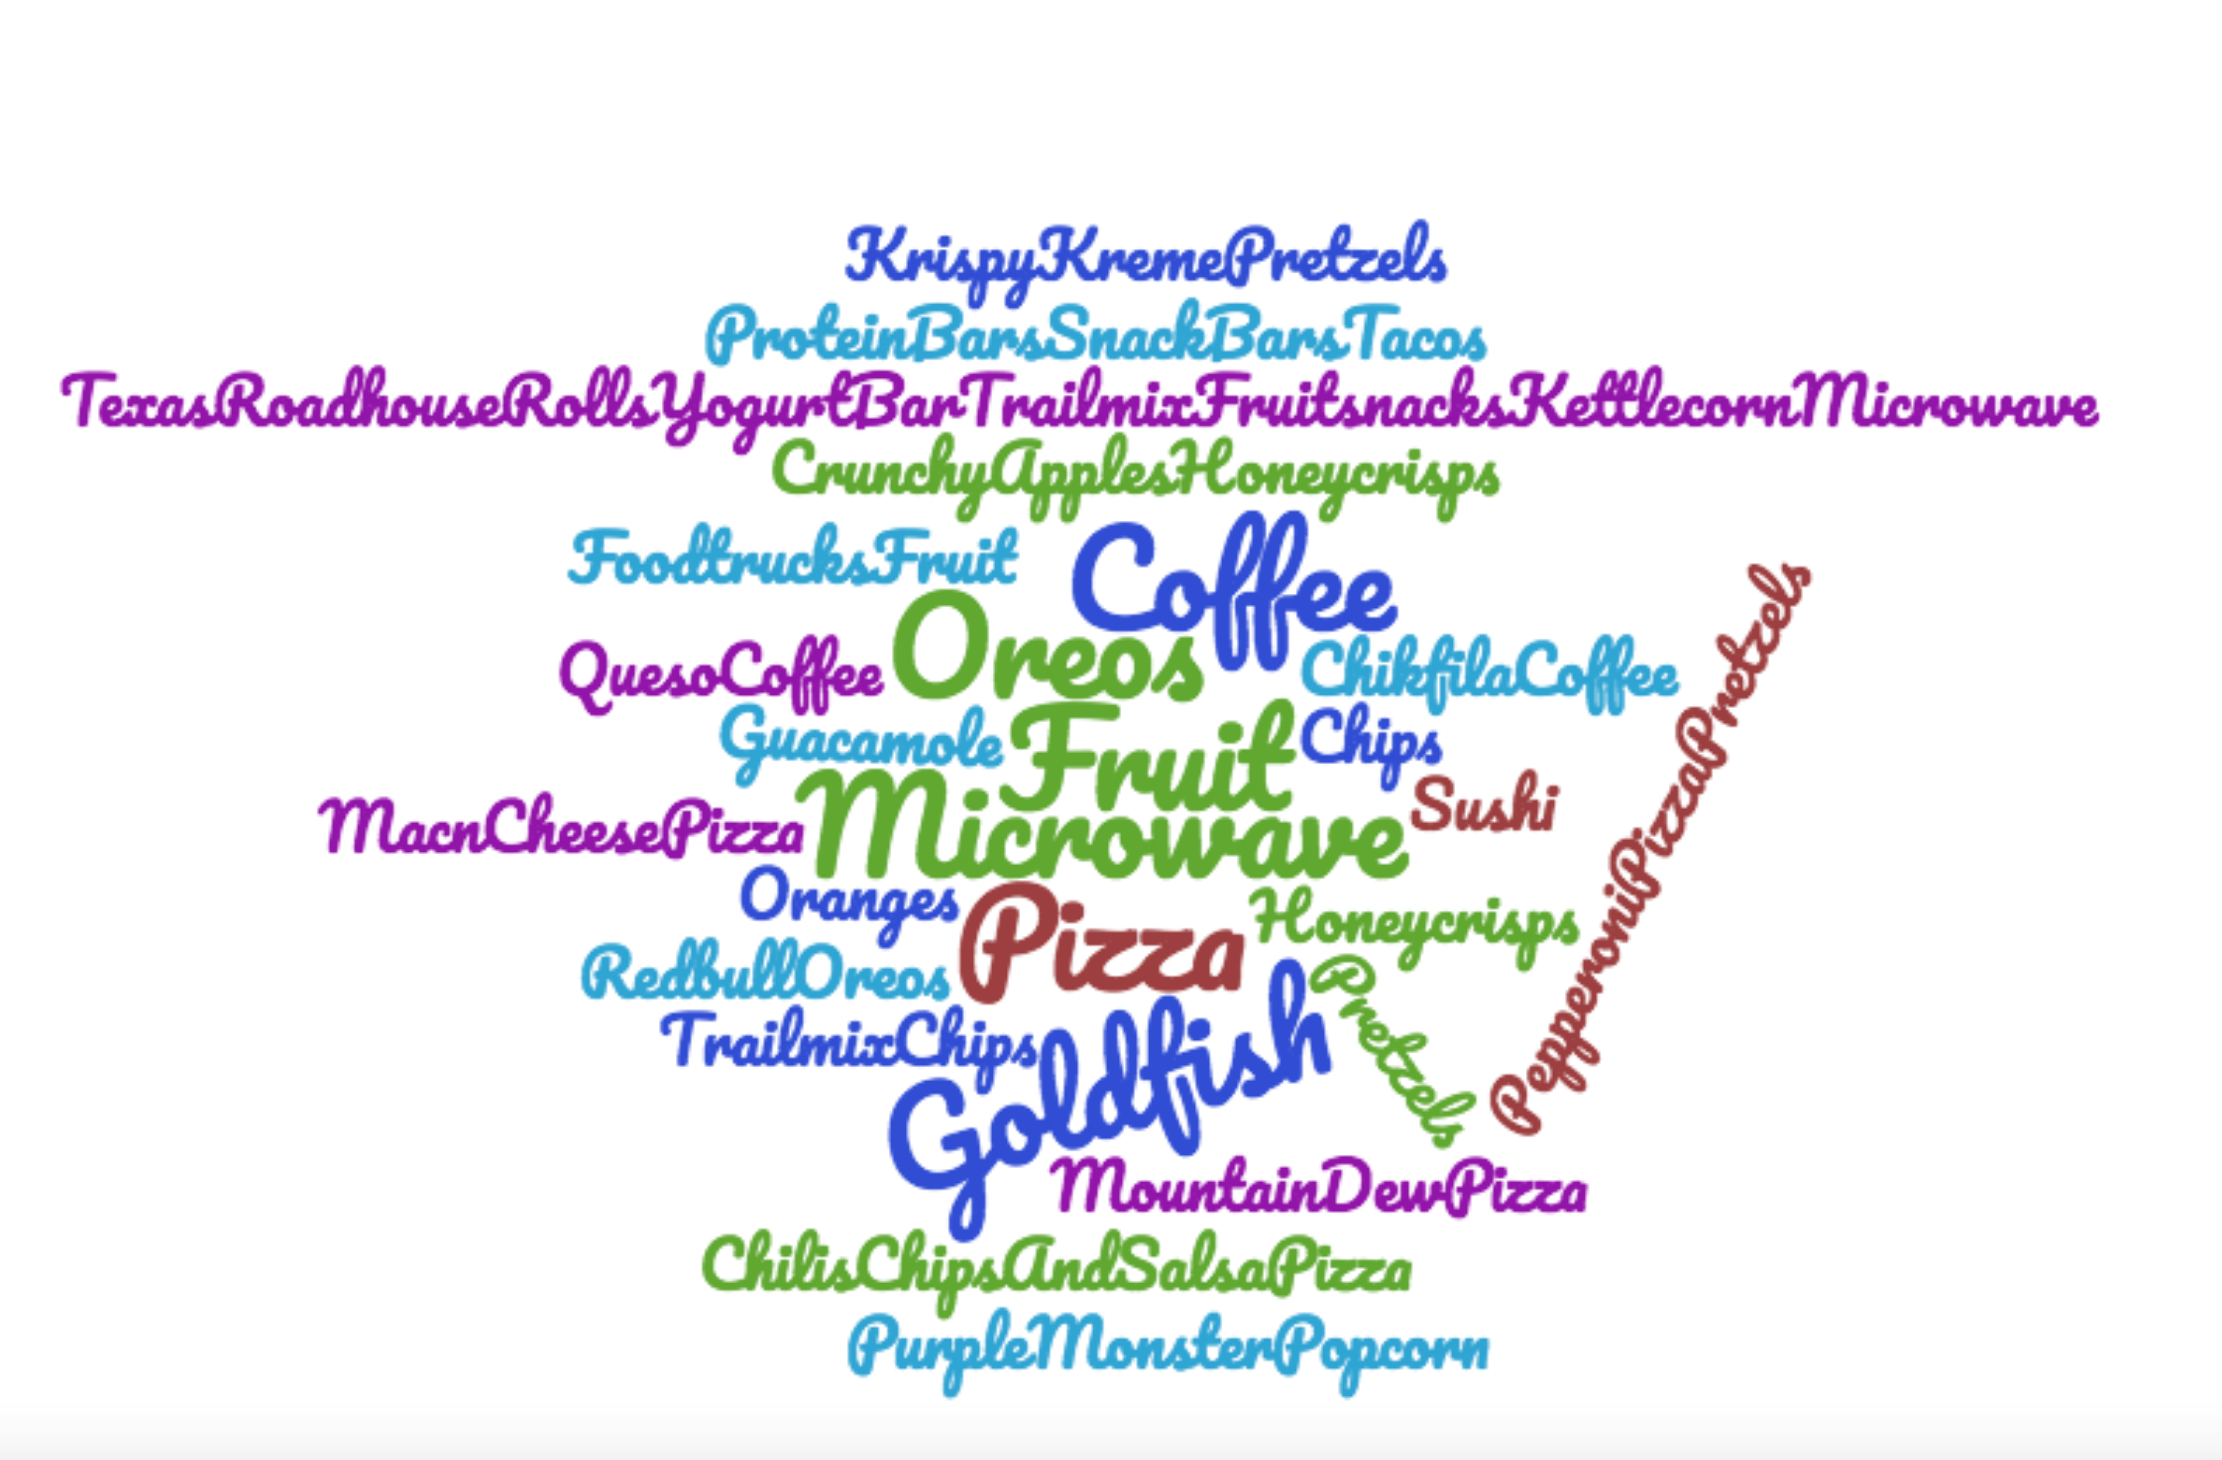 KrispyKremePretzels
ProteinBarsSnackBarsTacos
TexasRoadhouseRollsYogurtBarTrailmixFruitsnacksKettlecornMicrowave
CrunchyApplesHoneycrisps
FoodtrucksFruit
Coffee
Oreos
QuesoCoffee
ChikfilaCoffee
Guacamole
Fruit
Chips
MacnCheesePizza
Microwave
Sushi
PepperoniPizzaPretzels
Oranges
Pizza
Honeycrisps
RedbullOreos
TrailmixChips
Goldfish
Pretzels
MountainDewPizza
ChilisChipsAndSalsaPizza
PurpleMonsterPopcorn